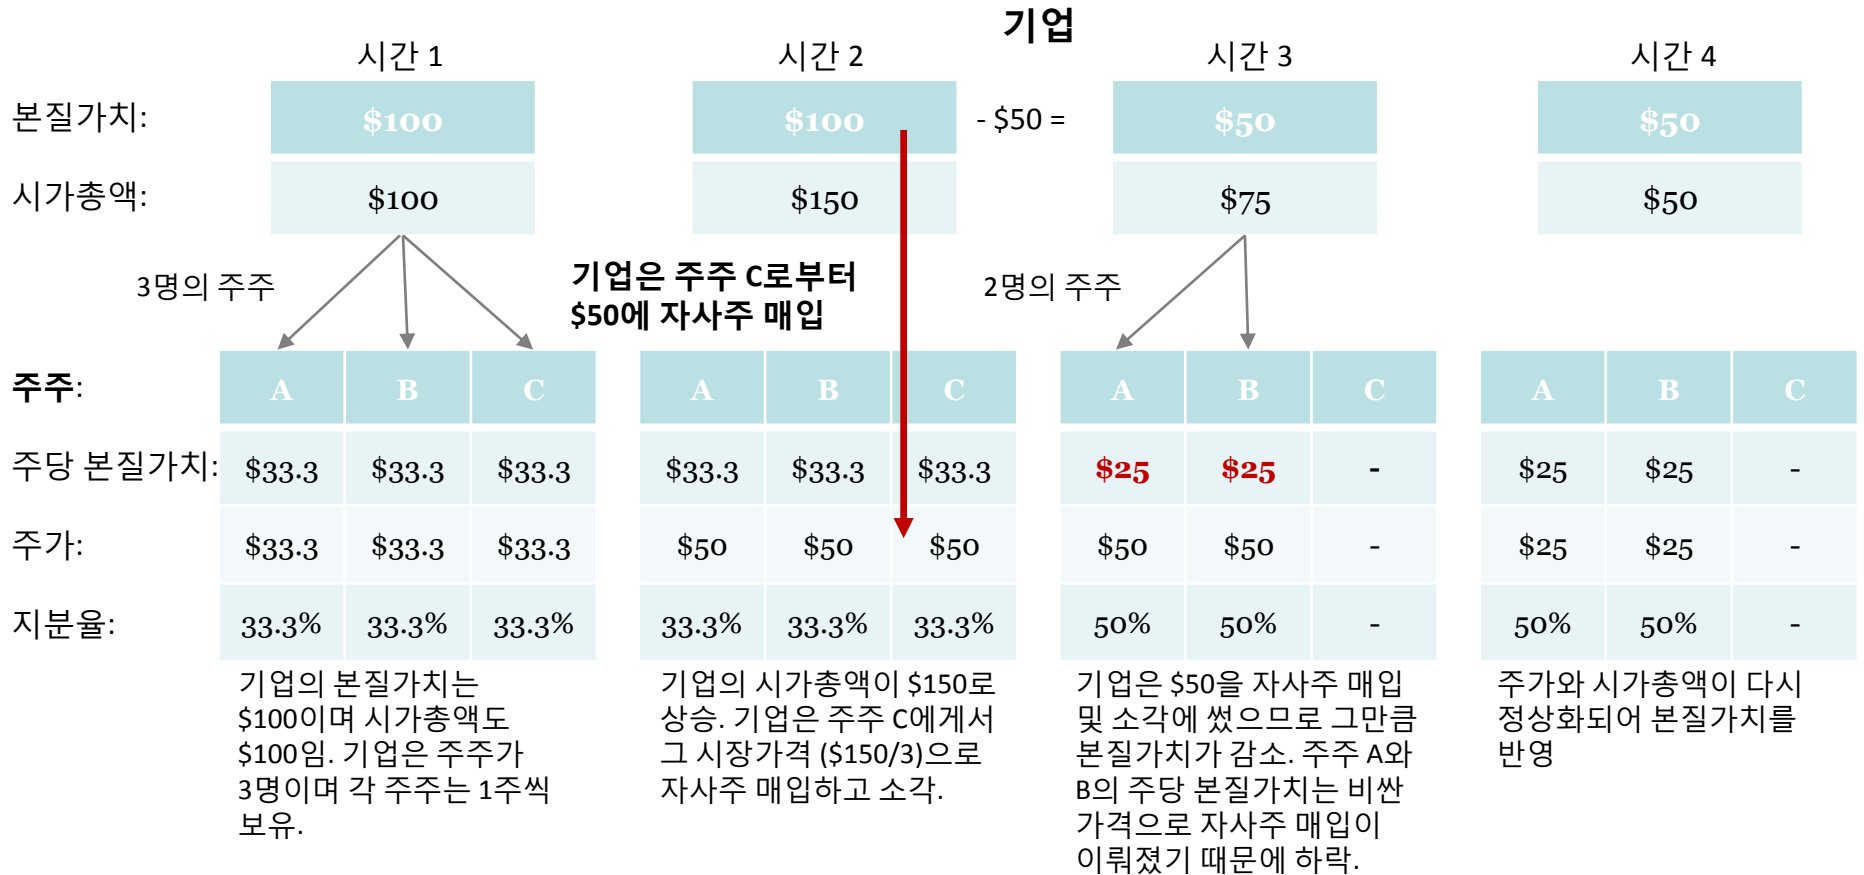 기업
시간 1 시간 2 시간 3 시간 4
본질가치: $100 $100 - $50 = $50 $50
시가총액: $100 $150 $75 $50
3명의 주주
기업은 주주 C로부터
$50에 자사주 매입
2명의 주주
주주: A B C A B C A B C A B C
주당 본질가치: $33.3 $33.3 $33.3 $33.3 $33.3 $33.3 $25 $25 - $25 $25 -
주가: $33.3 $33.3 $33.3 $50 $50 $50 $50 $50 - $25 $25 -
지분율: 33.3% 33.3% 33.3% 33.3% 33.3% 33.3% 50% 50% - 50% 50% -
기업의 본질가치는
$100이며 시가총액도
$100임. 기업은 주주가
3명이며 각 주주는 1주씩
보유.
기업의 시가총액이 $150로
상승. 기업은 주주 C에게서
그 시장가격 ($150/3)으로
자사주 매입하고 소각.
기업은 $50을 자사주 매입
및 소각에 썼으므로 그만큼
본질가치가 감소. 주주 A와
B의 주당 본질가치는 비싼
가격으로 자사주 매입이
이뤄졌기 때문에 하락.
주가와 시가총액이 다시
정상화되어 본질가치를
반영